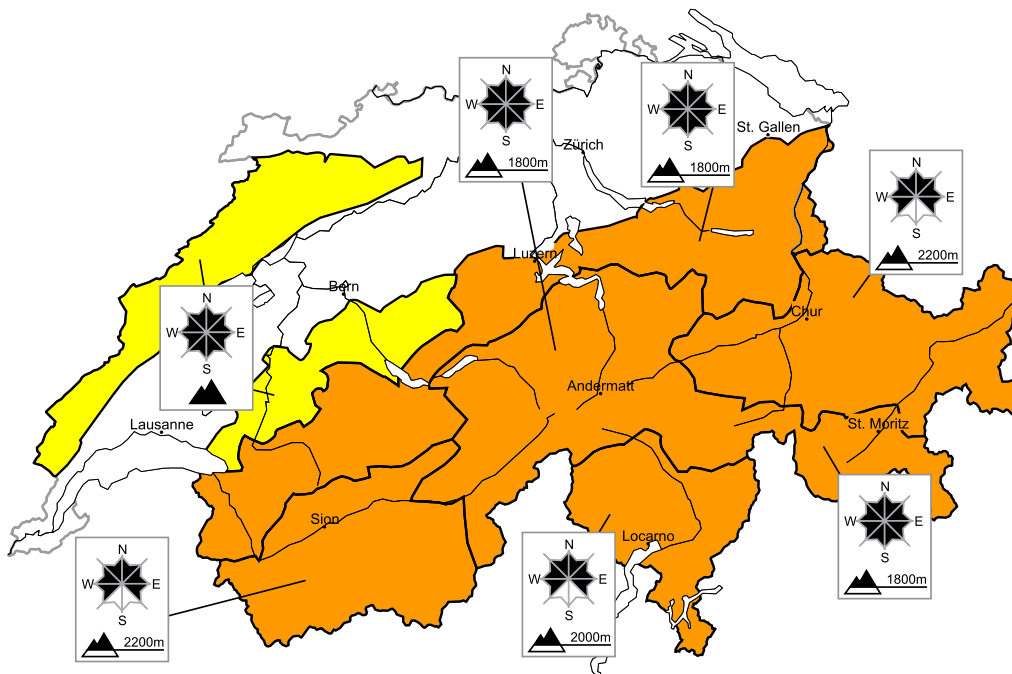 N
W E
S
1800m
N
W E
S
1800m
St. Gallen
Zürich
N
W E
S
2200m
Luzern
Bern
N
W E
S
Chur
Andermatt
Lausanne
St. Moritz
N
W E
S
1800m
Sion
Locarno
N
W E
S
2200m
N
W E
S
2000m